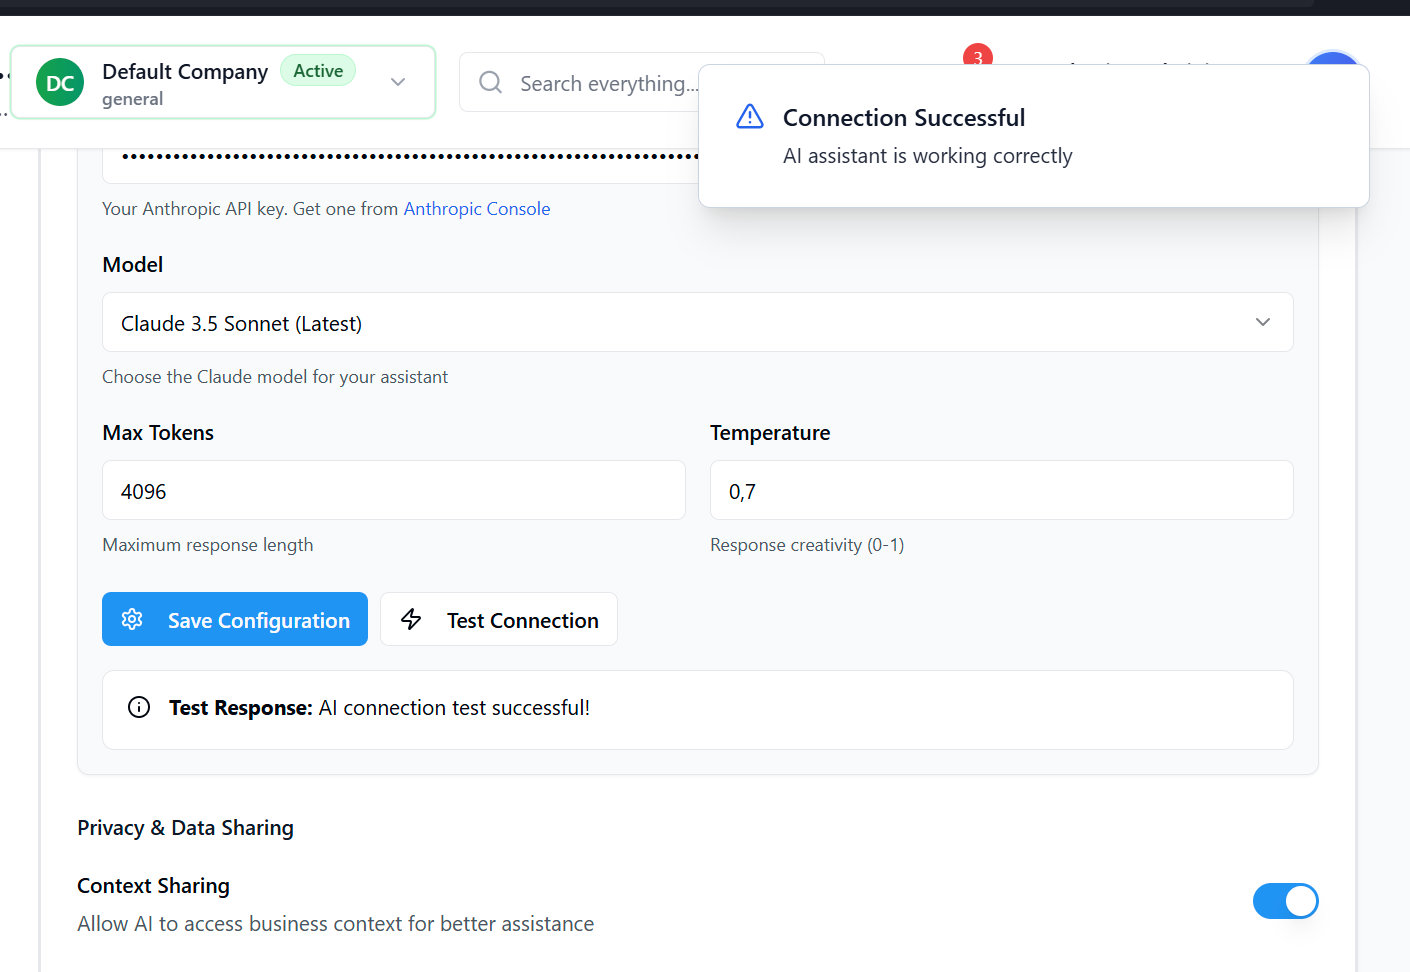 DC
Default Company
Active
general
Search everything...
3
Connection Successful
AI assistant is working correctly
Your Anthropic API key. Get one from Anthropic Console
Model
Claude 3.5 Sonnet (Latest)
Choose the Claude model for your assistant
Max Tokens
Temperature
4096
0,7
Maximum response length
Response creativity (0-1)
Save Configuration
Test Connection
Test Response: AI connection test successful!
Privacy & Data Sharing
Context Sharing
Allow AI to access business context for better assistance